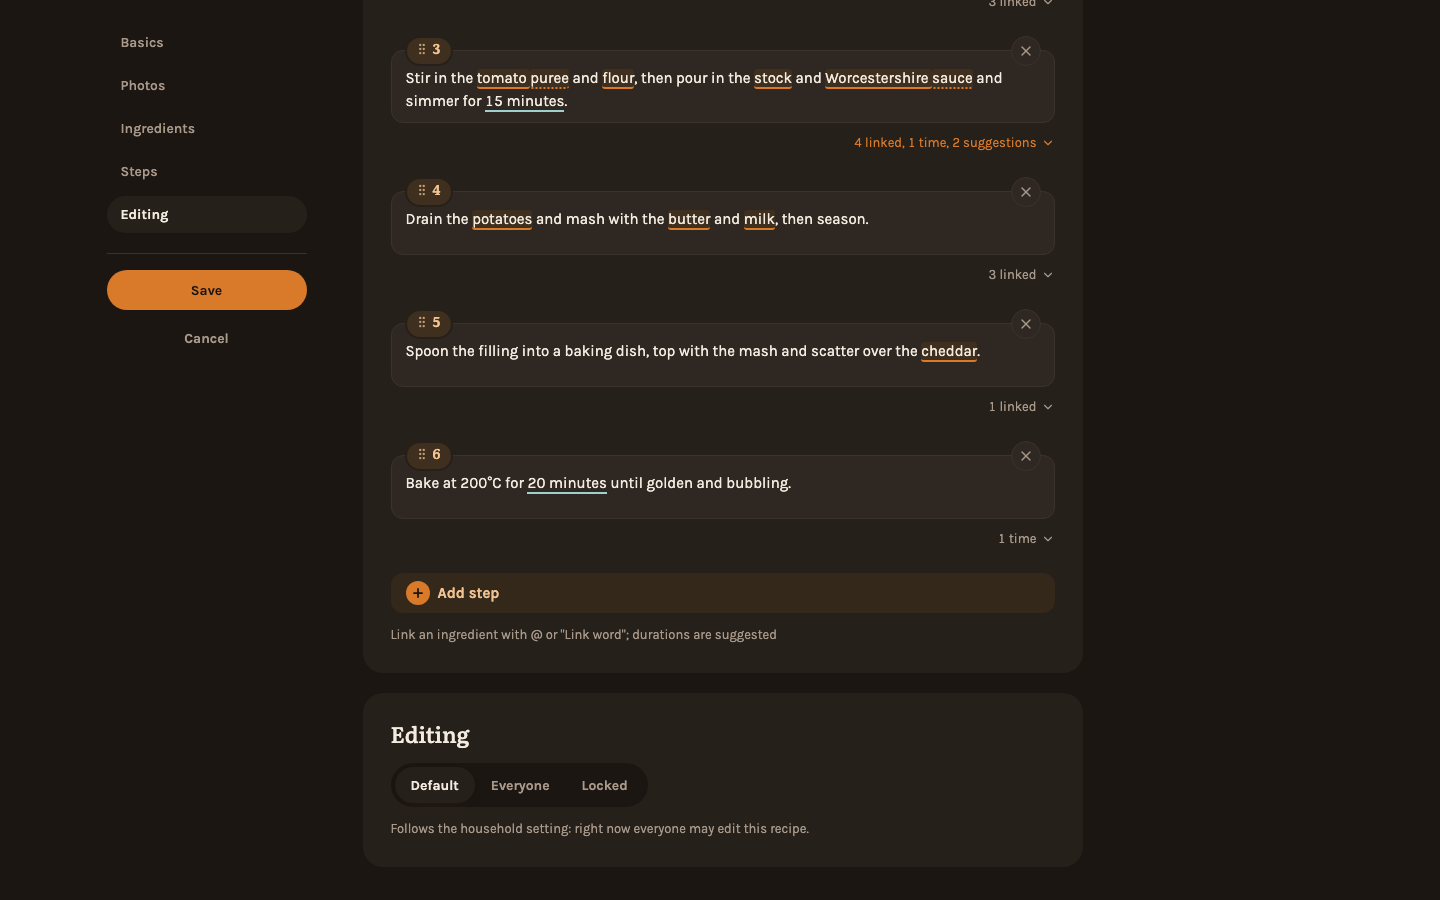 Basics
Photos
Ingredients
Steps
Editing
Save
Cancel
3 linked
3
Stir in the tomato puree and flour, then pour in the stock and Worcestershire sauce and
simmer for 15 minutes.
4 linked, 1 time, 2 suggestions
4
Drain the potatoes and mash with the butter and milk, then season.
3 linked
5
Spoon the filling into a baking dish, top with the mash and scatter over the cheddar.
1 linked
6
Bake at 200°C for 20 minutes until golden and bubbling.
1 time
Add step
Link an ingredient with @ or "Link word"; durations are suggested
Editing
Default Everyone Locked
Follows the household setting: right now everyone may edit this recipe.